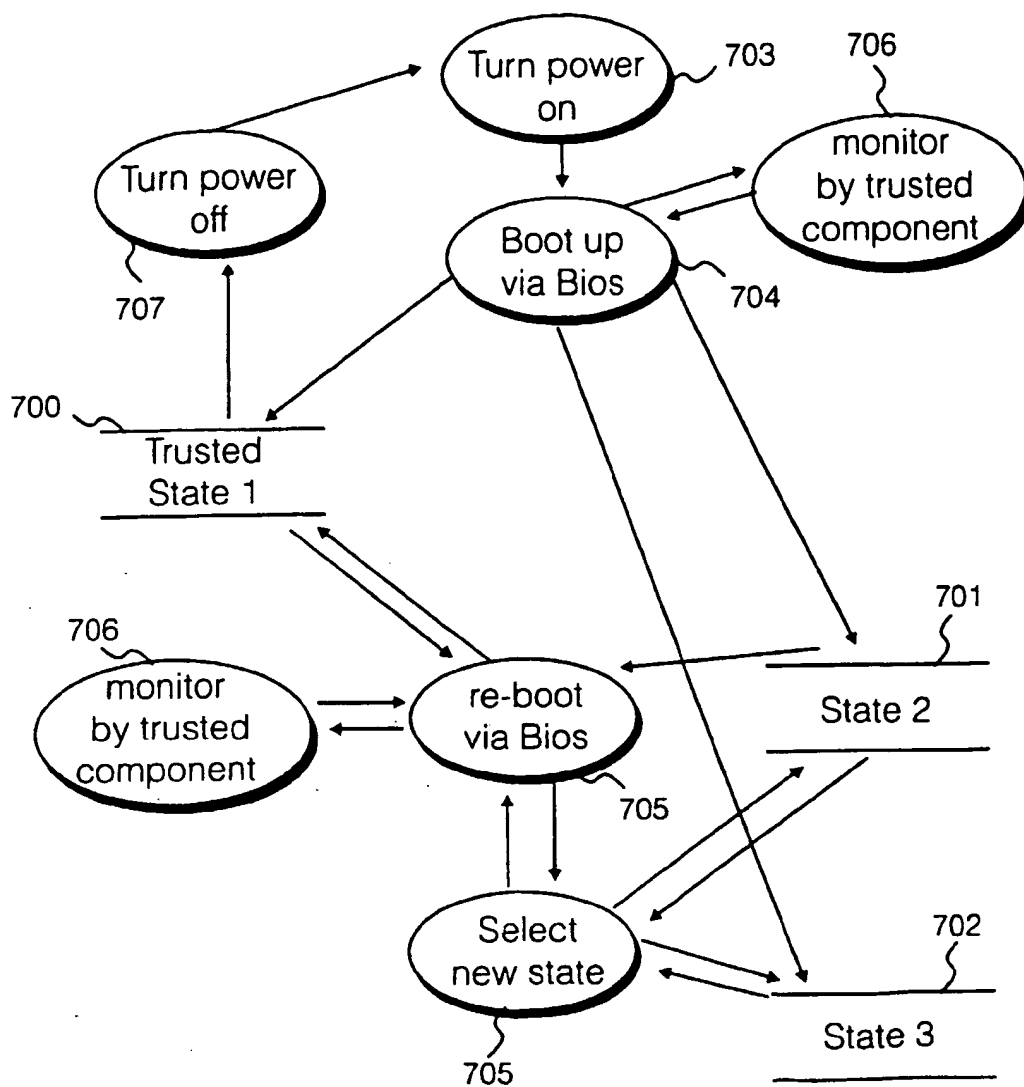 Turn power
on
703
706
monitor
by trusted
component
Turn power
off
707
Boot up
via Bios
704
700
Trusted
State 1
701
State 2
706
monitor
by trusted
component
re-boot
via Bios
705
Select
new state
705
702
State 3